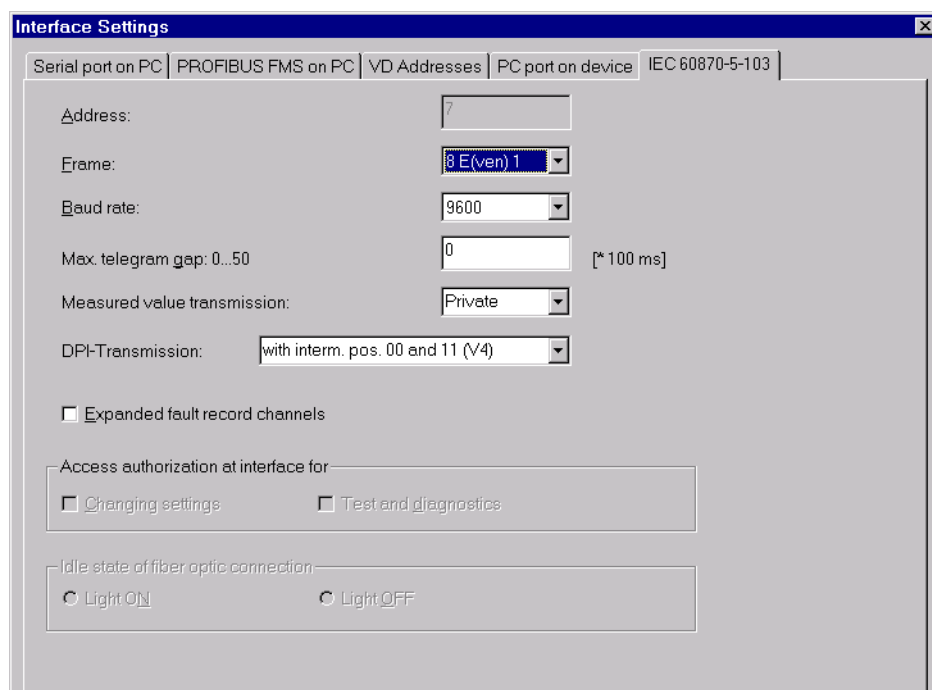 Interface Settings
Serial port on PC PROFIBUS FMS on PC VD Addresses PC port on device IEC 60870-5-103
Address: 7
Frame: 8 E(ven) 1
Baud rate: 9600
Max. telegram gap: 0...50 0 [* 100 ms]
Measured value transmission: Private
DPI-Transmission: with interm. pos. 00 and 11 (V4)
Expanded fault record channels
Access authorization at interface for
Changing settings Test and diagnostics
Idle state of fiber optic connection
Light ON Light OFF